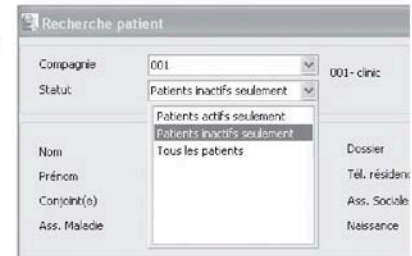 Recherche patient
Compagnie 001 001- clinic
Statut Patients inactifs seulement
Patients actifs seulement
Patients inactifs seulement
Nom Tous les patients Dossier
Prénom Tél. résidenc
Conjoint(e) Ass. Sociale
Ass. Maladie Naissance